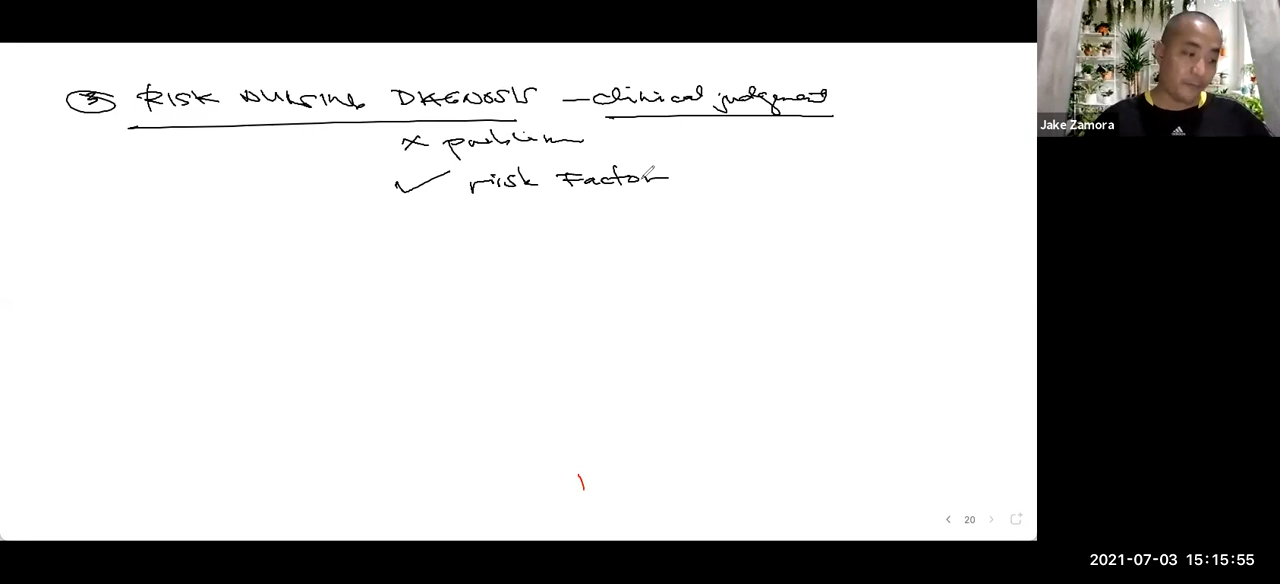 ③ RISK NURSING DIAGNOSIS – clinical judgment
× problem
✓ risk Factor
Jake Zamora
20
2021-07-03 15:15:55